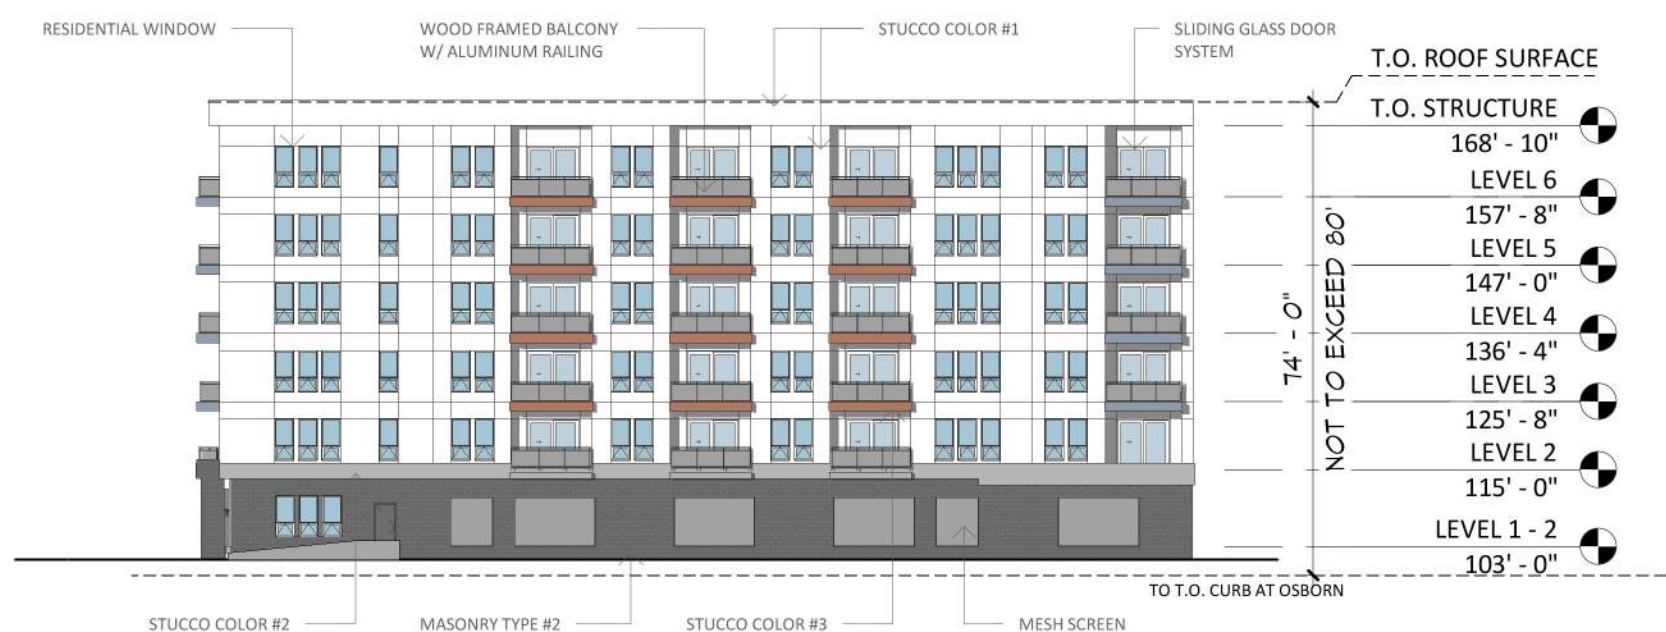 RESIDENTIAL WINDOW
WOOD FRAMED BALCONY
W/ ALUMINUM RAILING
STUCCO COLOR #1
SLIDING GLASS DOOR
SYSTEM
T.O. ROOF SURFACE
T.O. STRUCTURE
168' - 10"
LEVEL 6
157' - 8"
LEVEL 5
147' - 0"
LEVEL 4
136' - 4"
LEVEL 3
125' - 8"
LEVEL 2
115' - 0"
LEVEL 1 - 2
103' - 0"
74' - 0"
NOT TO EXCEED 80'
TO T.O. CURB AT OSBORN
STUCCO COLOR #2
MASONRY TYPE #2
STUCCO COLOR #3
MESH SCREEN